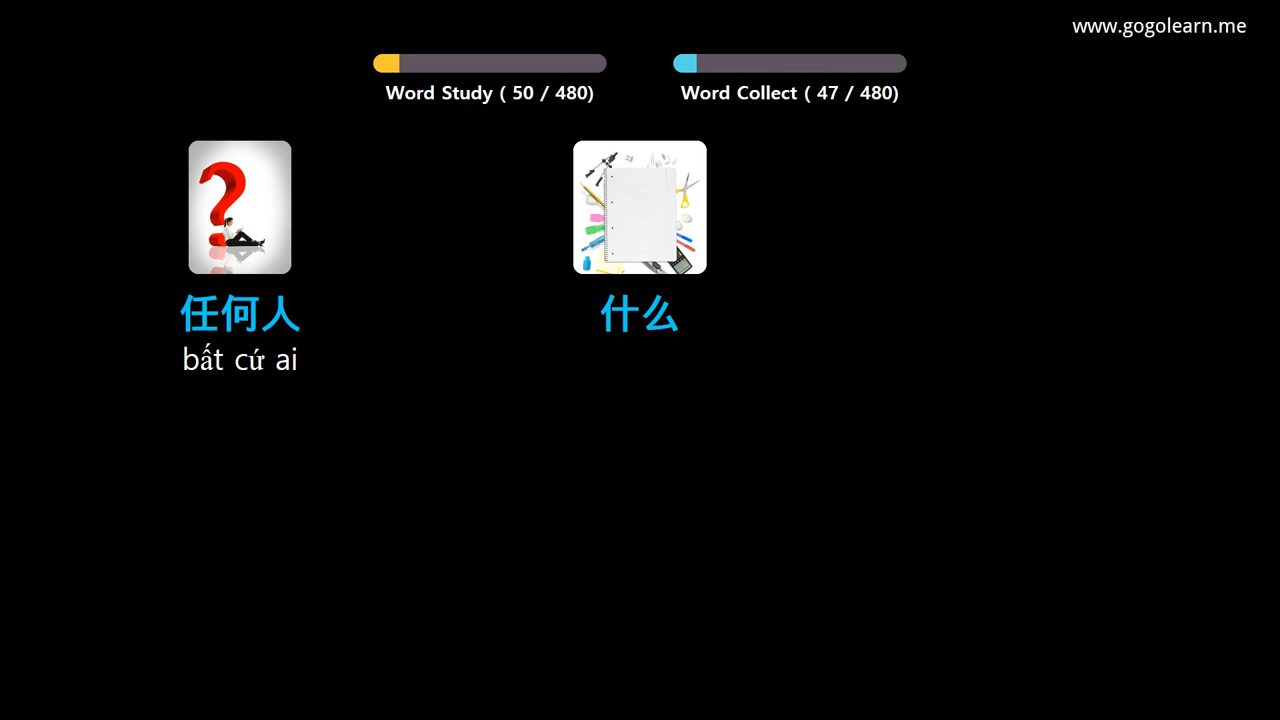 www.gogolearn.me
Word Study ( 50 / 480)
Word Collect ( 47 / 480)
任何人
bất cứ ai
什么